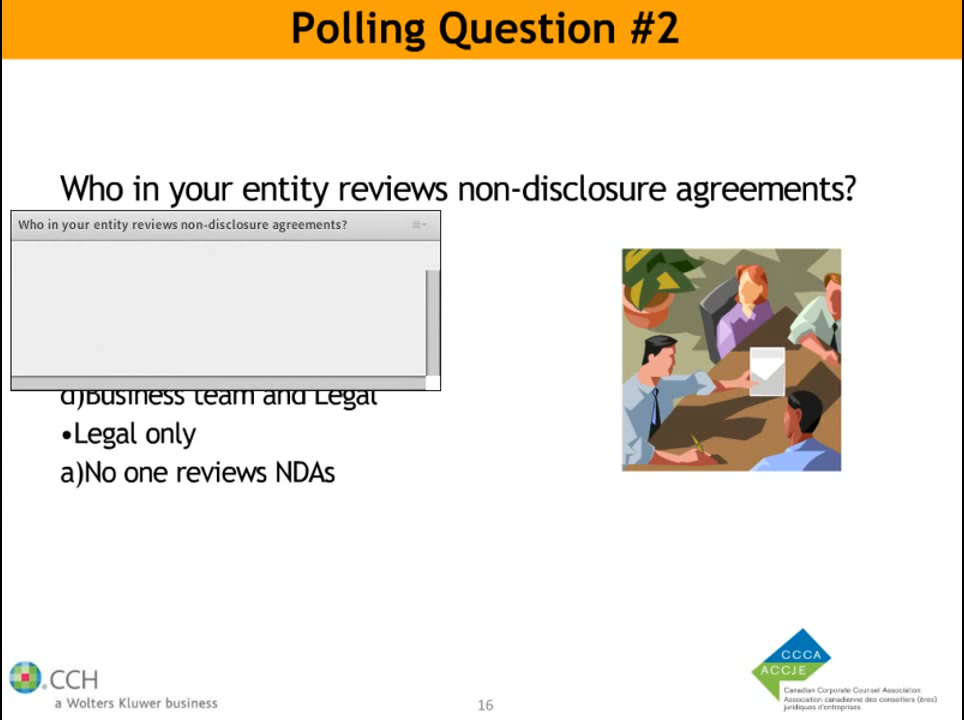 Polling Question #2
Who in your entity reviews non-disclosure agreements?
Who in your entity reviews non-disclosure agreements?
d)Business team and Legal
•Legal only
a)No one reviews NDAs
CCH
a Wolters Kluwer business
16
CCCA
ACCJE
Canadian Corporate Counsel Association
Association canadienne des conseillers (ères)
juridiques d'entreprises